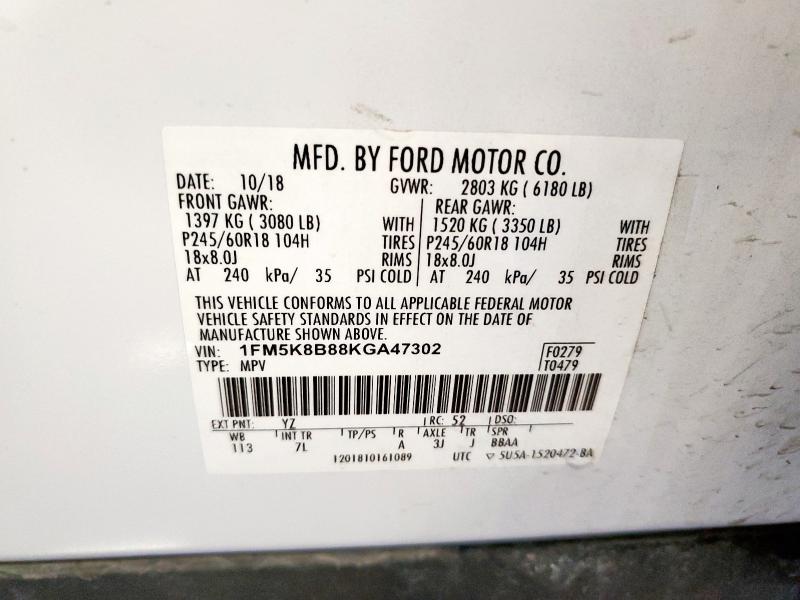 MFD. BY FORD MOTOR CO.
DATE: 10/18 GVWR: 2803 KG ( 6180 LB)
FRONT GAWR: REAR GAWR:
1397 KG ( 3080 LB) WITH 1520 KG ( 3350 LB) WITH
P245/60R18 104H TIRES P245/60R18 104H TIRES
18x8.0J RIMS 18x8.0J RIMS
AT 240 kPa/ 35 PSI COLD AT 240 kPa/ 35 PSI COLD
THIS VEHICLE CONFORMS TO ALL APPLICABLE FEDERAL MOTOR
VEHICLE SAFETY STANDARDS IN EFFECT ON THE DATE OF
MANUFACTURE SHOWN ABOVE.
VIN: 1FM5K8B88KGA47302 F0279
TYPE: MPV T0479
EXT PNT: YZ RC: 52 DSO:
WB INT TR TP/PS R AXLE TR SPR
113 7L A 3J J BBAA
1201810161089 UTC ▽ 5U5A-1520472-BA